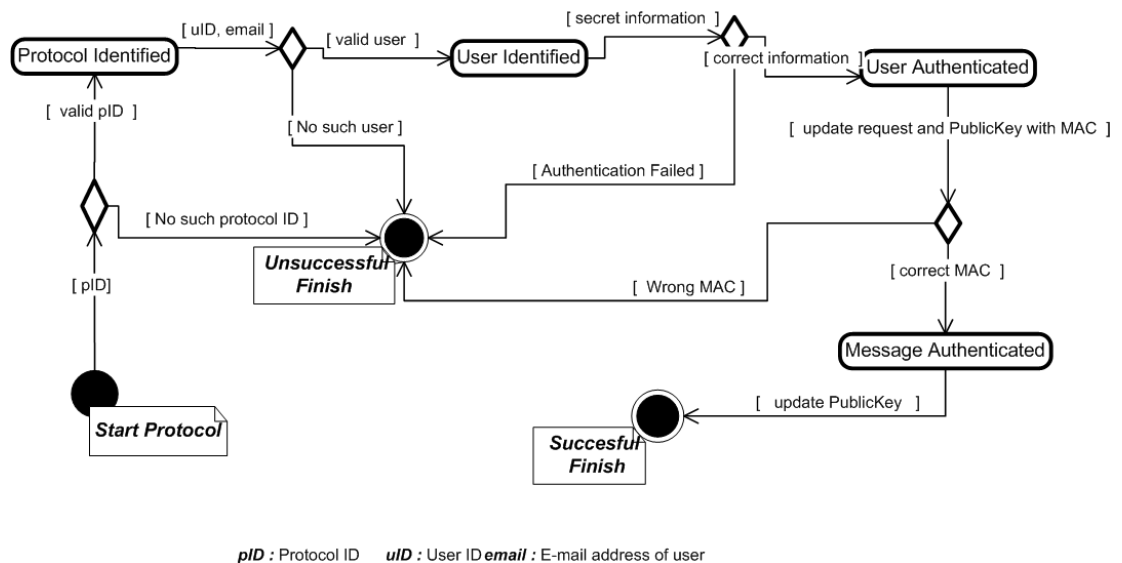 [ uID, email ]
[ secret information ]
Protocol Identified
[ valid user ]
User Identified
[ correct information ]
User Authenticated
[ valid pID ]
[ No such user ]
[ update request and PublicKey with MAC ]
[ Authentication Failed ]
[ No such protocol ID ]
Unsuccessful
Finish
[ correct MAC ]
[ pID]
[ Wrong MAC ]
Message Authenticated
[ update PublicKey ]
Start Protocol
Succesful
Finish
pID : Protocol ID uID : User ID email : E-mail address of user